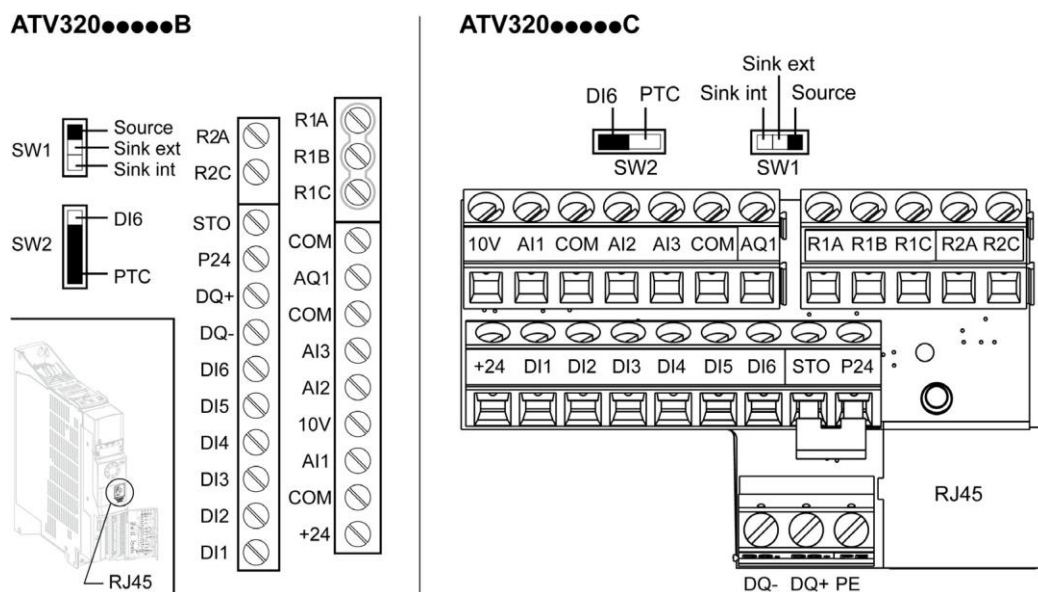 ATV320●●●●●B
SW1
Source
Sink ext
Sink int
SW2
DI6
PTC
RJ45
R2A
R2C
STO
P24
DQ+
DQ-
DI6
DI5
DI4
DI3
DI2
DI1
R1A
R1B
R1C
COM
AQ1
COM
AI3
AI2
10V
AI1
COM
+24
ATV320●●●●●C
DI6 PTC
SW2
Sink ext
Sink int Source
SW1
10V AI1 COM AI2 AI3 COM AQ1
R1A R1B R1C R2A R2C
+24 DI1 DI2 DI3 DI4 DI5 DI6 STO P24
RJ45
DQ- DQ+ PE